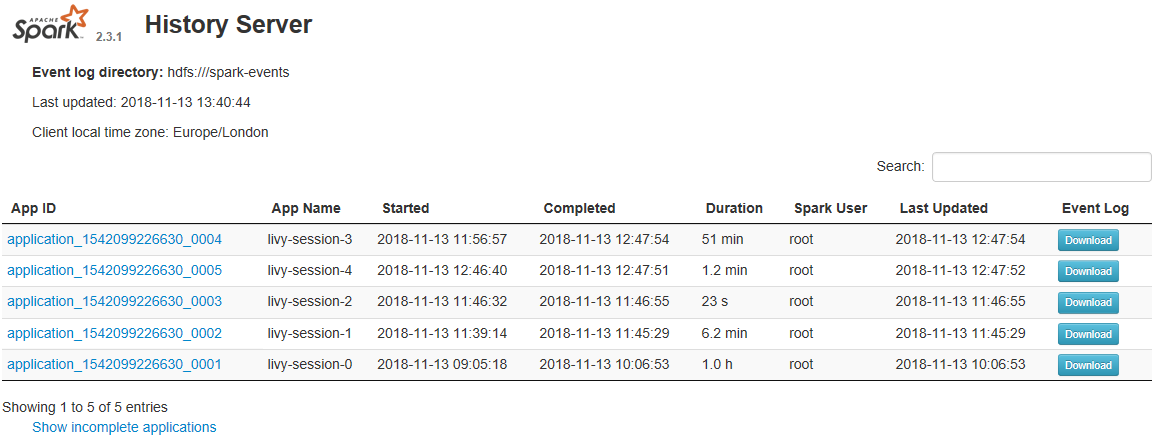 APACHE
Spark 2.3.1 History Server
Event log directory: hdfs:///spark-events
Last updated: 2018-11-13 13:40:44
Client local time zone: Europe/London
Search:
App ID App Name Started Completed Duration Spark User Last Updated Event Log
application_1542099226630_0004 livy-session-3 2018-11-13 11:56:57 2018-11-13 12:47:54 51 min root 2018-11-13 12:47:54 Download
application_1542099226630_0005 livy-session-4 2018-11-13 12:46:40 2018-11-13 12:47:51 1.2 min root 2018-11-13 12:47:52 Download
application_1542099226630_0003 livy-session-2 2018-11-13 11:46:32 2018-11-13 11:46:55 23 s root 2018-11-13 11:46:55 Download
application_1542099226630_0002 livy-session-1 2018-11-13 11:39:14 2018-11-13 11:45:29 6.2 min root 2018-11-13 11:45:29 Download
application_1542099226630_0001 livy-session-0 2018-11-13 09:05:18 2018-11-13 10:06:53 1.0 h root 2018-11-13 10:06:53 Download
Showing 1 to 5 of 5 entries
Show incomplete applications